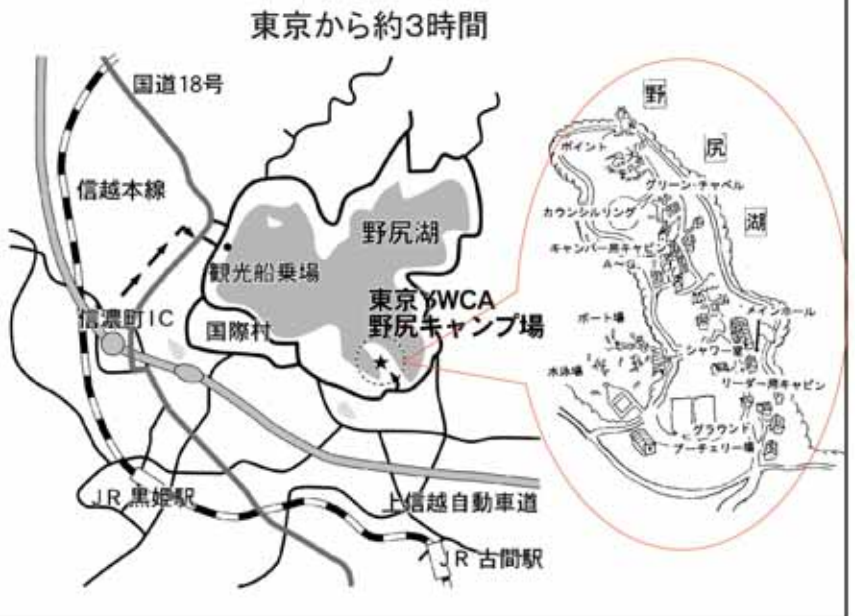 東京から約3時間
国道18号
信越本線
野尻湖
観光船乗場
東京YWCA
野尻キャンプ場
信濃町IC
国際村
JR 黒姫駅
上信越自動車道
JR 古間駅
野
尻
湖
ポイント
グリーン・チャペル
カウンシルリング
キャンパー用キャビン
A〜G
メインホール
ボート場
シャワー室
水泳場
リーダー用キャビン
グラウンド
アーチェリー場